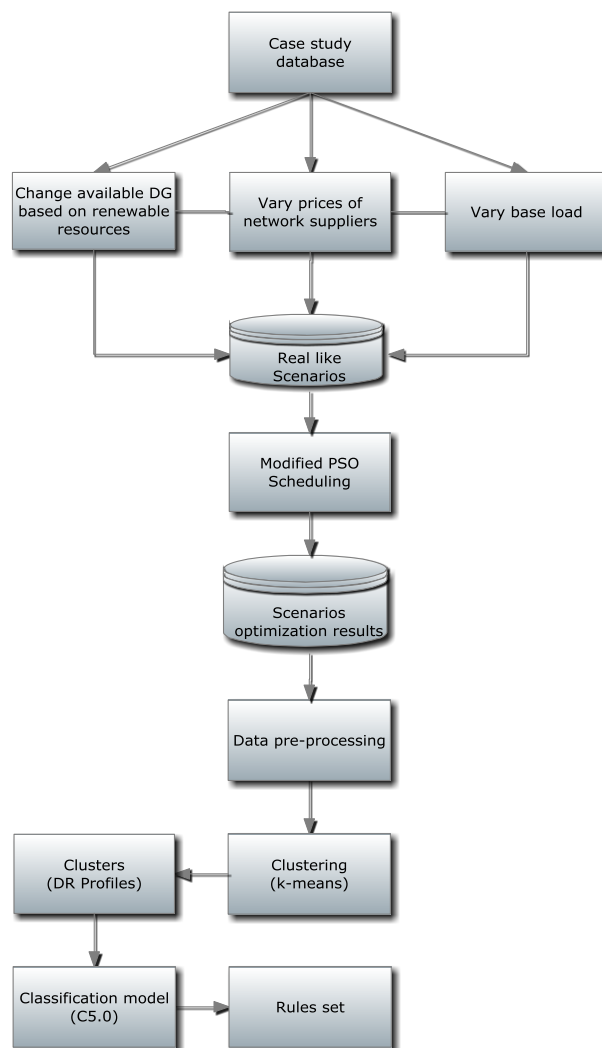 Case study
database
Change available DG
based on renewable
resources
Vary prices of
network suppliers
Vary base load
Real like
Scenarios
Modified PSO
Scheduling
Scenarios
optimization results
Data pre-processing
Clustering
(k-means)
Clusters
(DR Profiles)
Classification model
(C5.0)
Rules set